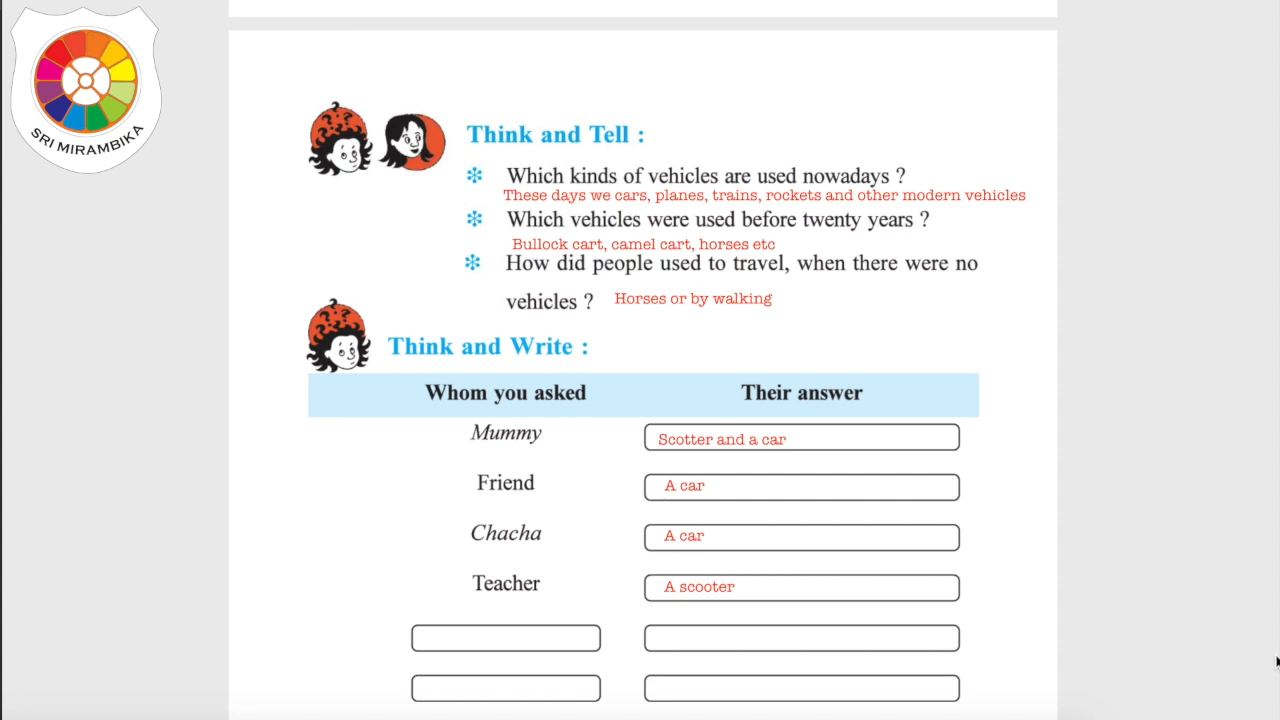 SRI MIRAMBIKA
Think and Tell :
Which kinds of vehicles are used nowadays ?
These days we cars, planes, trains, rockets and other modern vehicles
Which vehicles were used before twenty years ?
Bullock cart, camel cart, horses etc
How did people used to travel, when there were no
vehicles ? Horses or by walking
Think and Write :
Whom you asked Their answer
Mummy Scotter and a car
Friend A car
Chacha A car
Teacher A scooter